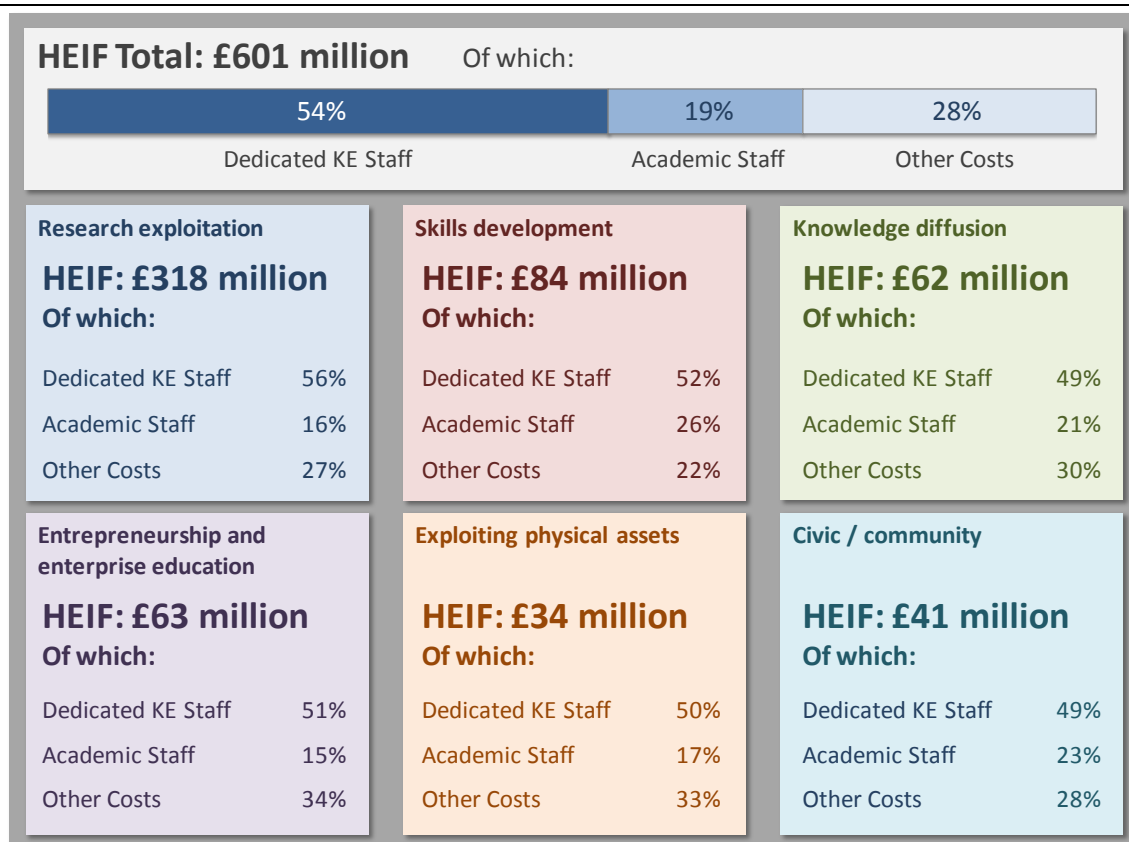 HEIF Total: £601 million Of which:
54% 19% 28%
Dedicated KE Staff Academic Staff Other Costs
Research exploitation
HEIF: £318 million
Of which:
Dedicated KE Staff 56%
Academic Staff 16%
Other Costs 27%
Skills development
HEIF: £84 million
Of which:
Dedicated KE Staff 52%
Academic Staff 26%
Other Costs 22%
Knowledge diffusion
HEIF: £62 million
Of which:
Dedicated KE Staff 49%
Academic Staff 21%
Other Costs 30%
Entrepreneurship and
enterprise education
HEIF: £63 million
Of which:
Dedicated KE Staff 51%
Academic Staff 15%
Other Costs 34%
Exploiting physical assets
HEIF: £34 million
Of which:
Dedicated KE Staff 50%
Academic Staff 17%
Other Costs 33%
Civic / community
HEIF: £41 million
Of which:
Dedicated KE Staff 49%
Academic Staff 23%
Other Costs 28%